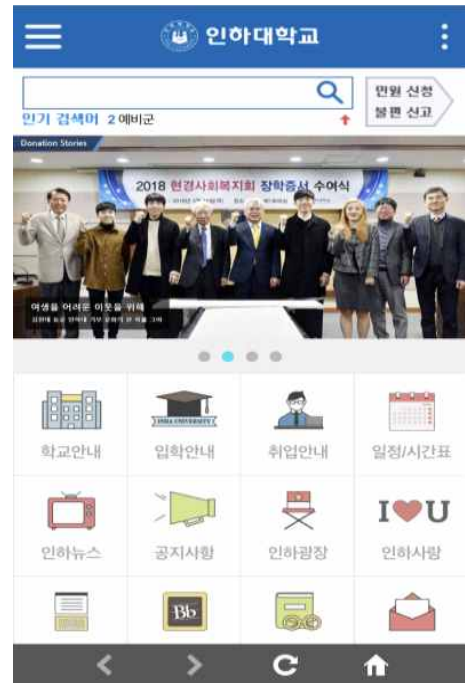 인하대학교
민원 신청
불편 신고
인기 검색어 2 예비군
Donation Stories
2018 현경사회복지회 장학증서 수여식
여생을 어려운 이웃을 위해
학교안내
입학안내
INHA UNIVERSITY
취업안내
일정/시간표
인하뉴스
공지사항
인하광장
I U
인하사랑
Bb